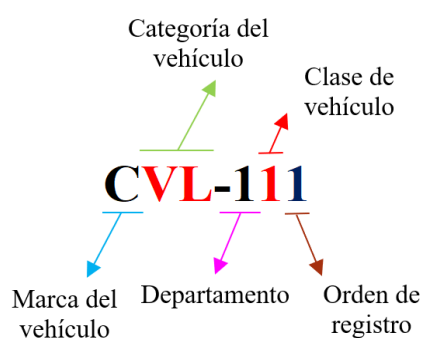 Categoría del
vehículo
Clase de
vehículo
CVL-111
Marca del
vehículo
Departamento
Orden de
registro